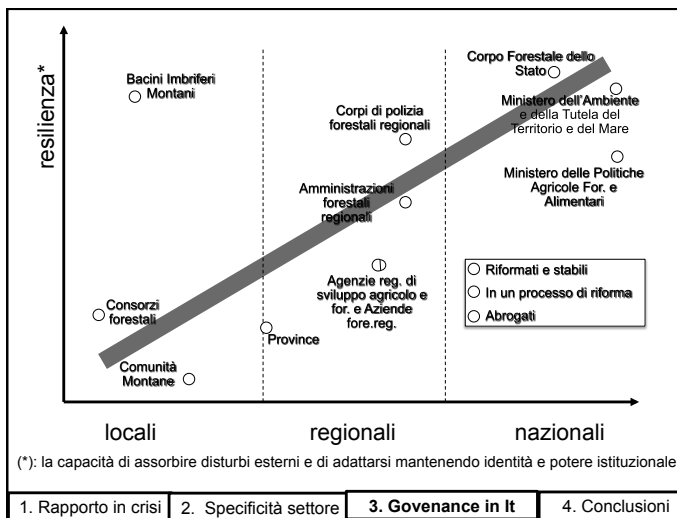 resilienza*
Bacini Imbriferi
Montani
Corpo Forestale dello
Stato
Corpi di polizia
forestali regionali
Ministero dell'Ambiente
e della Tutela del
Territorio e del Mare
Ministero delle Politiche
Agricole For. e
Alimentari
Amministrazioni
forestali
regionali
Agenzie reg. di
sviluppo agricolo e
for. e Aziende
fore.reg.
Riformati e stabili
In un processo di riforma
Abrogati
Consorzi
forestali
Province
Comunità
Montane
locali
regionali
nazionali
(*): la capacità di assorbire disturbi esterni e di adattarsi mantenendo identità e potere istituzionale
1. Rapporto in crisi
2. Specificità settore
3. Govenance in It
4. Conclusioni